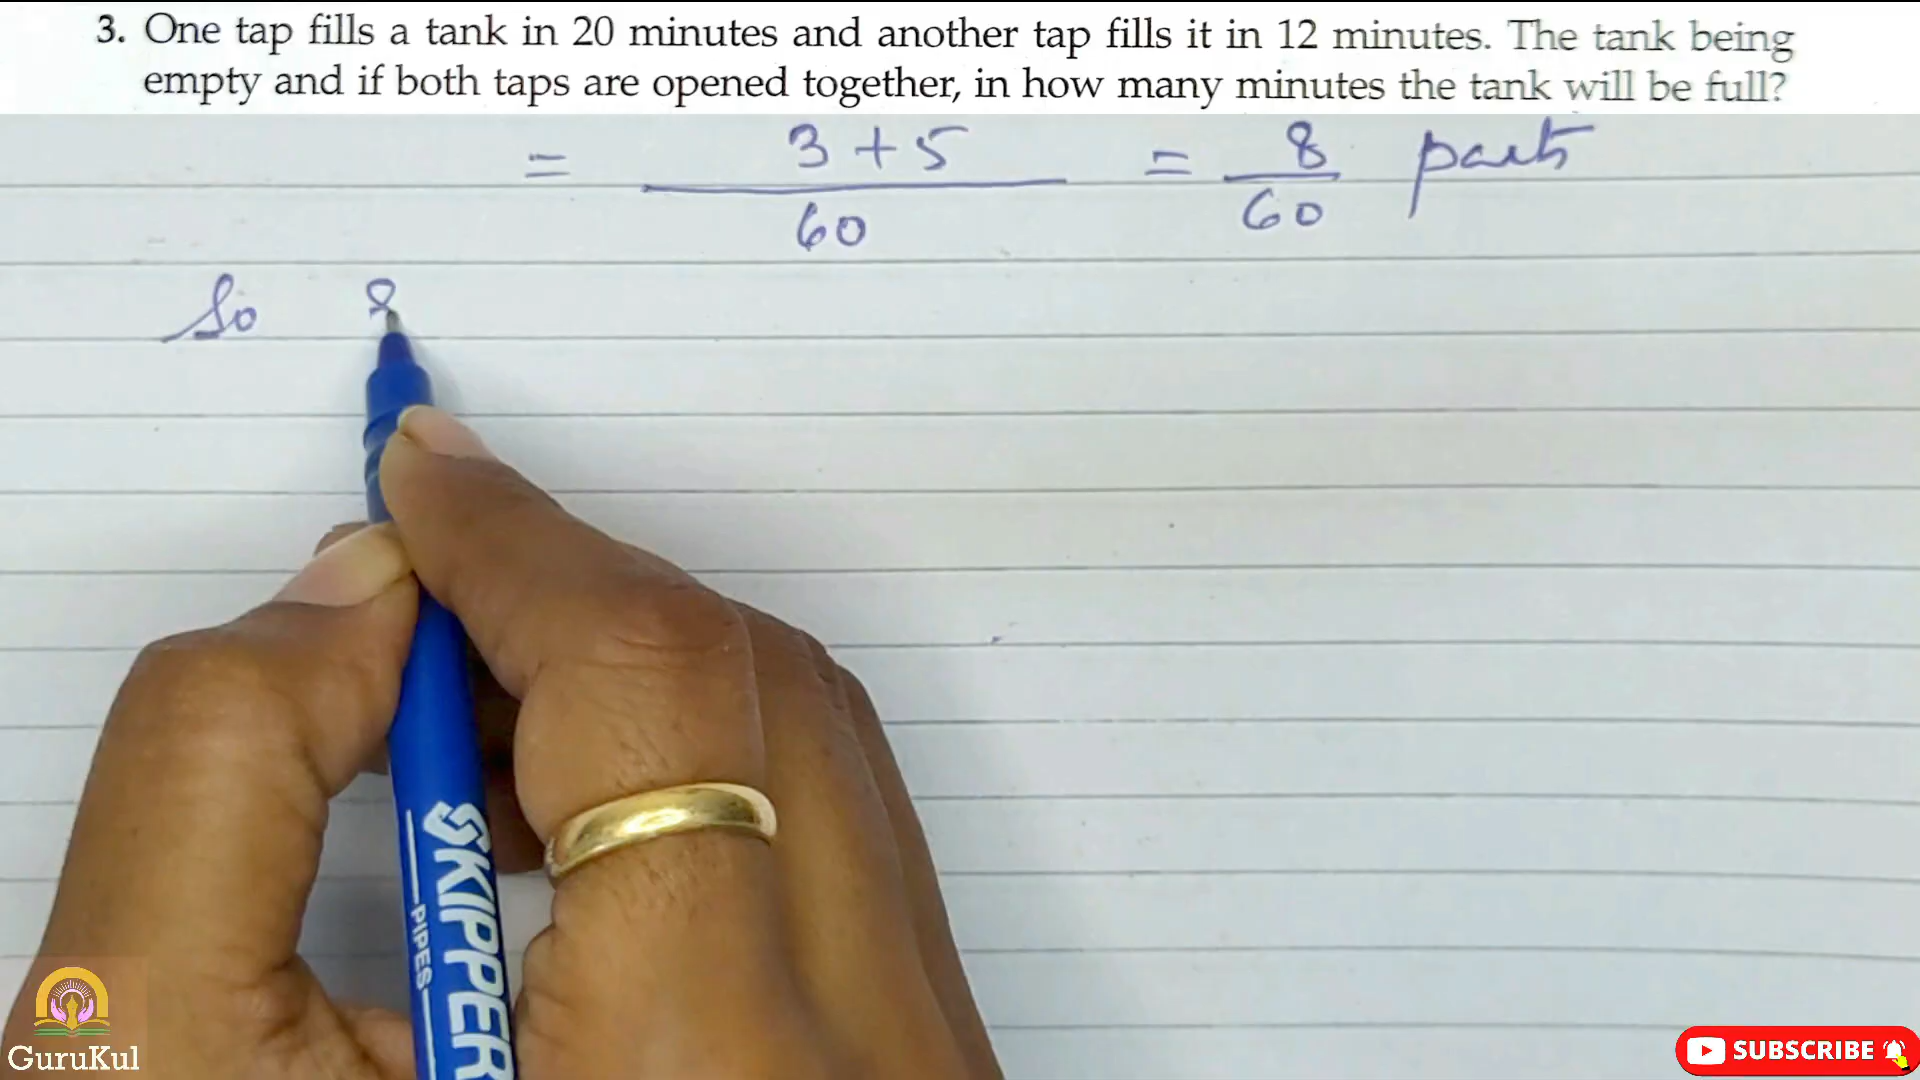 3. One tap fills a tank in 20 minutes and another tap fills it in 12 minutes. The tank being
empty and if both taps are opened together, in how many minutes the tank will be full?
= 3 + 5 / 60 = 8 / 60 parts
So 8
SKIPPER
PIPES
GuruKul
SUBSCRIBE